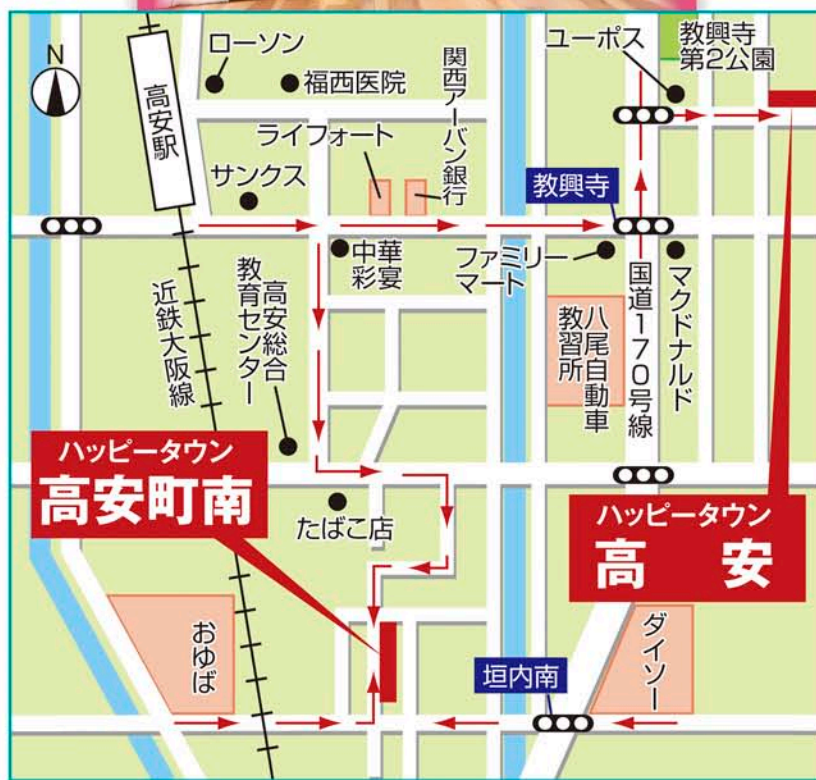 N
高安駅
ローソン
福西医院
関西アーバン銀行
ライフォート
サンクス
ユーポス
教興寺
第2公園
教興寺
中華
彩宴
ファミリー
マート
国道170号線
マクドナルド
八尾自動車
教習所
近鉄大阪線
高安総合
教育センター
ハッピータウン
高安町南
たばこ店
ハッピータウン
高 安
おゆば
垣内南
ダイソー